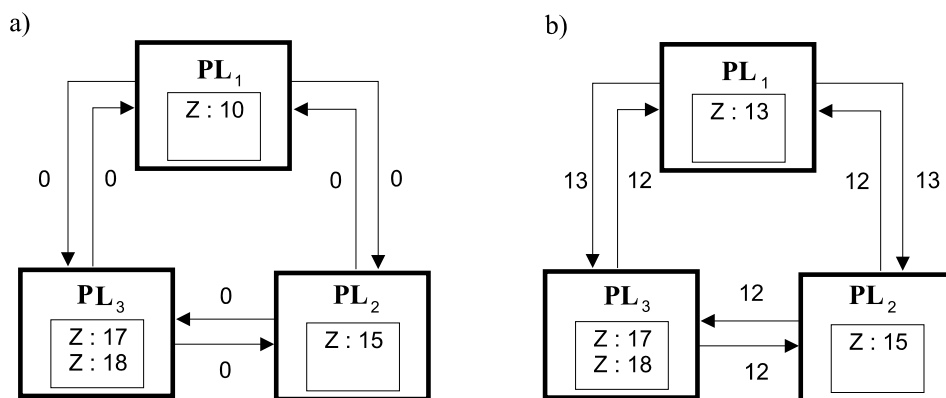 a)
PL1
Z : 10
0
0
0
0
PL3
Z : 17
Z : 18
0
0
PL2
Z : 15
b)
PL1
Z : 13
13
12
12
13
PL3
Z : 17
Z : 18
12
12
PL2
Z : 15